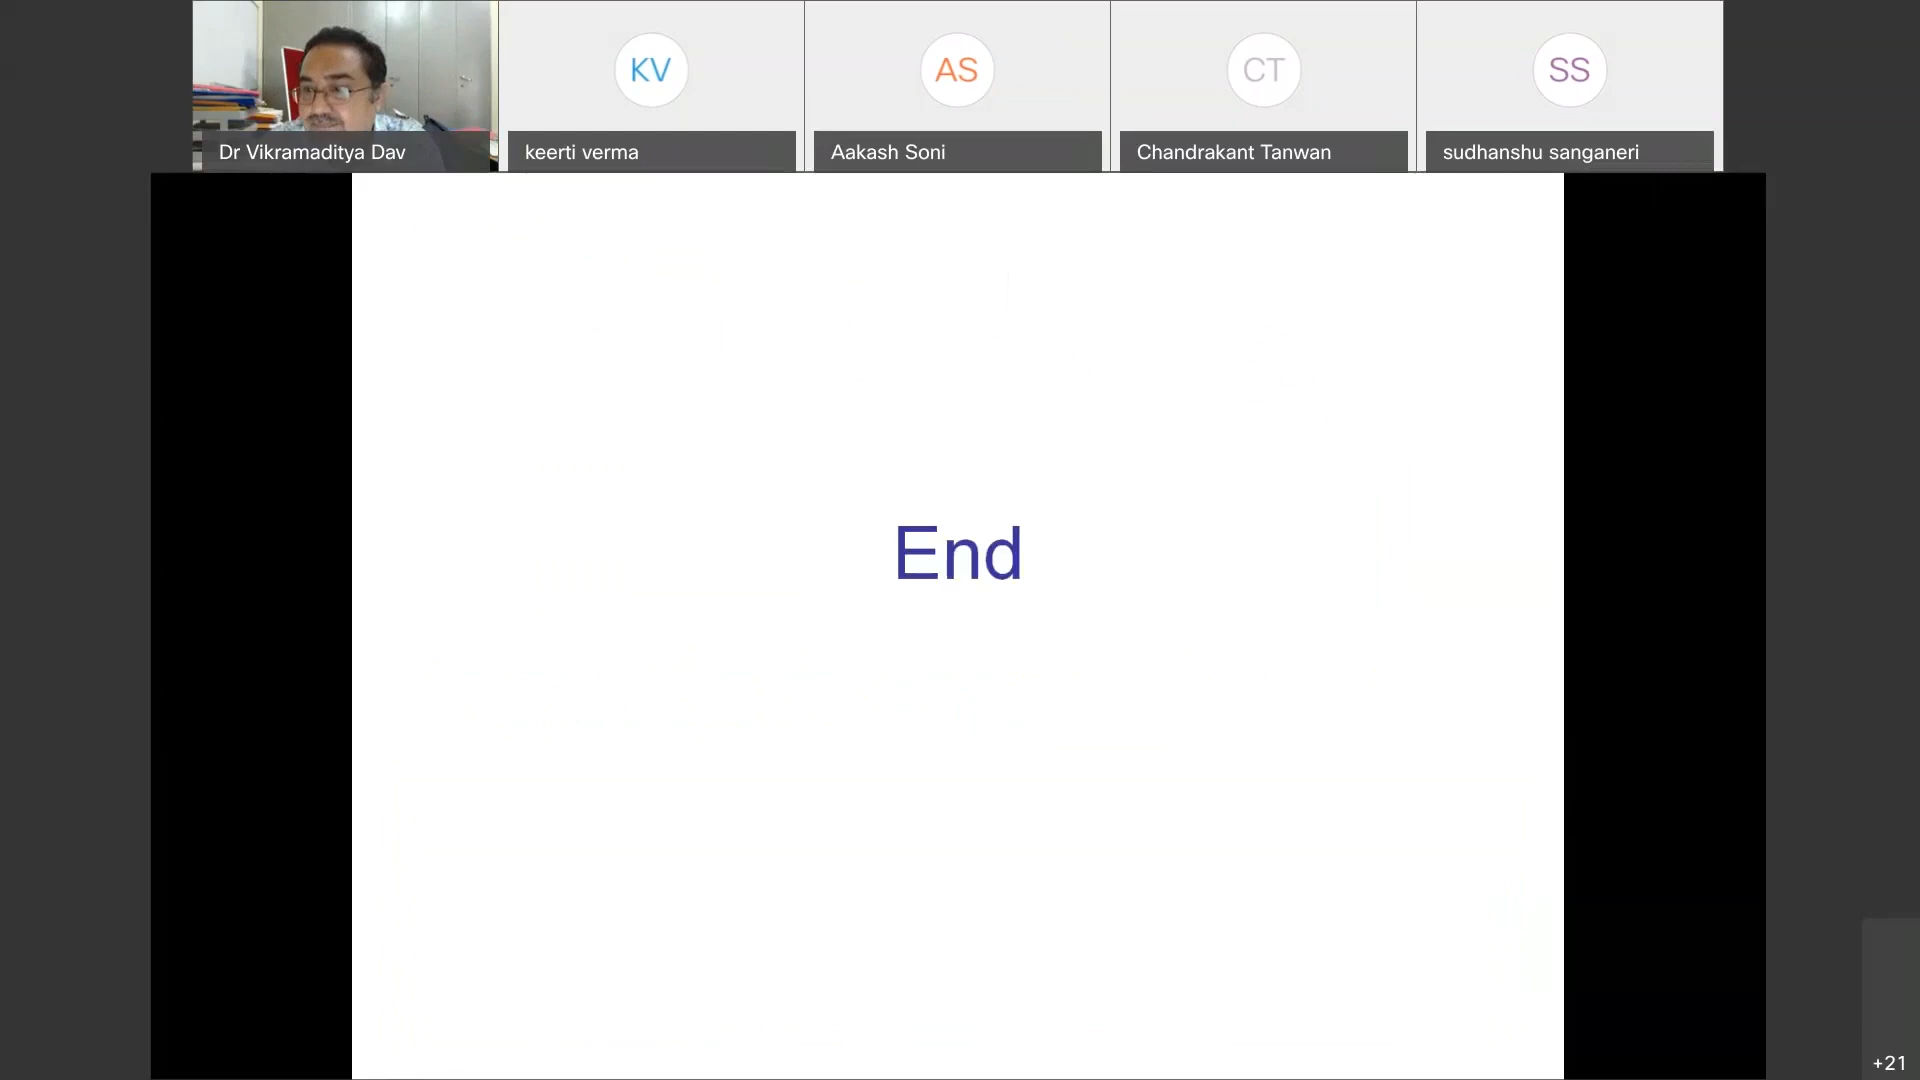 KV
AS
CT
SS
Dr Vikramaditya Dav
keerti verma
Aakash Soni
Chandrakant Tanwan
sudhanshu sanganeri
End
+21